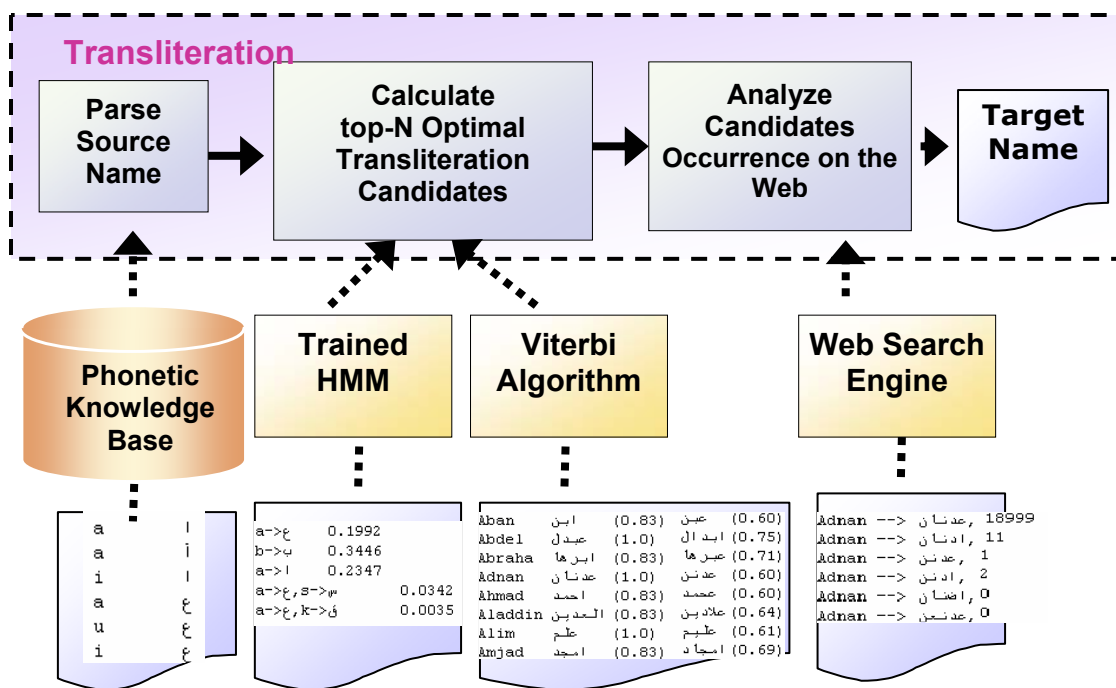 Transliteration
Parse
Source
Name
Calculate
top-N Optimal
Transliteration
Candidates
Analyze
Candidates
Occurrence on the
Web
Target
Name
Phonetic
Knowledge
Base
Trained
HMM
Viterbi
Algorithm
Web Search
Engine
a ا
a أ
i ا
a ع
u ع
i ع
a->ع 0.1992
b->ب 0.3446
a->ا 0.2347
a->ع,s->س 0.0342
a->ع,k->ق 0.0035
Aban ابن (0.83) عبن (0.60)
Abdel عبدل (1.0) ابدال (0.75)
Abraha ابرها (0.83) عبرها (0.71)
Adnan عدنان (1.0) عدنن (0.60)
Ahmad احمد (0.83) عحمد (0.60)
Aladdin العدين (0.83) علادين (0.64)
Alim علم (1.0) عليم (0.61)
Amjad امجد (0.83) امجاد (0.69)
Adnan --> عدنان, 18999
Adnan --> ادنان, 11
Adnan --> عدنن, 1
Adnan --> ادنن, 2
Adnan --> اضنان, 0
Adnan --> عدنعن, 0